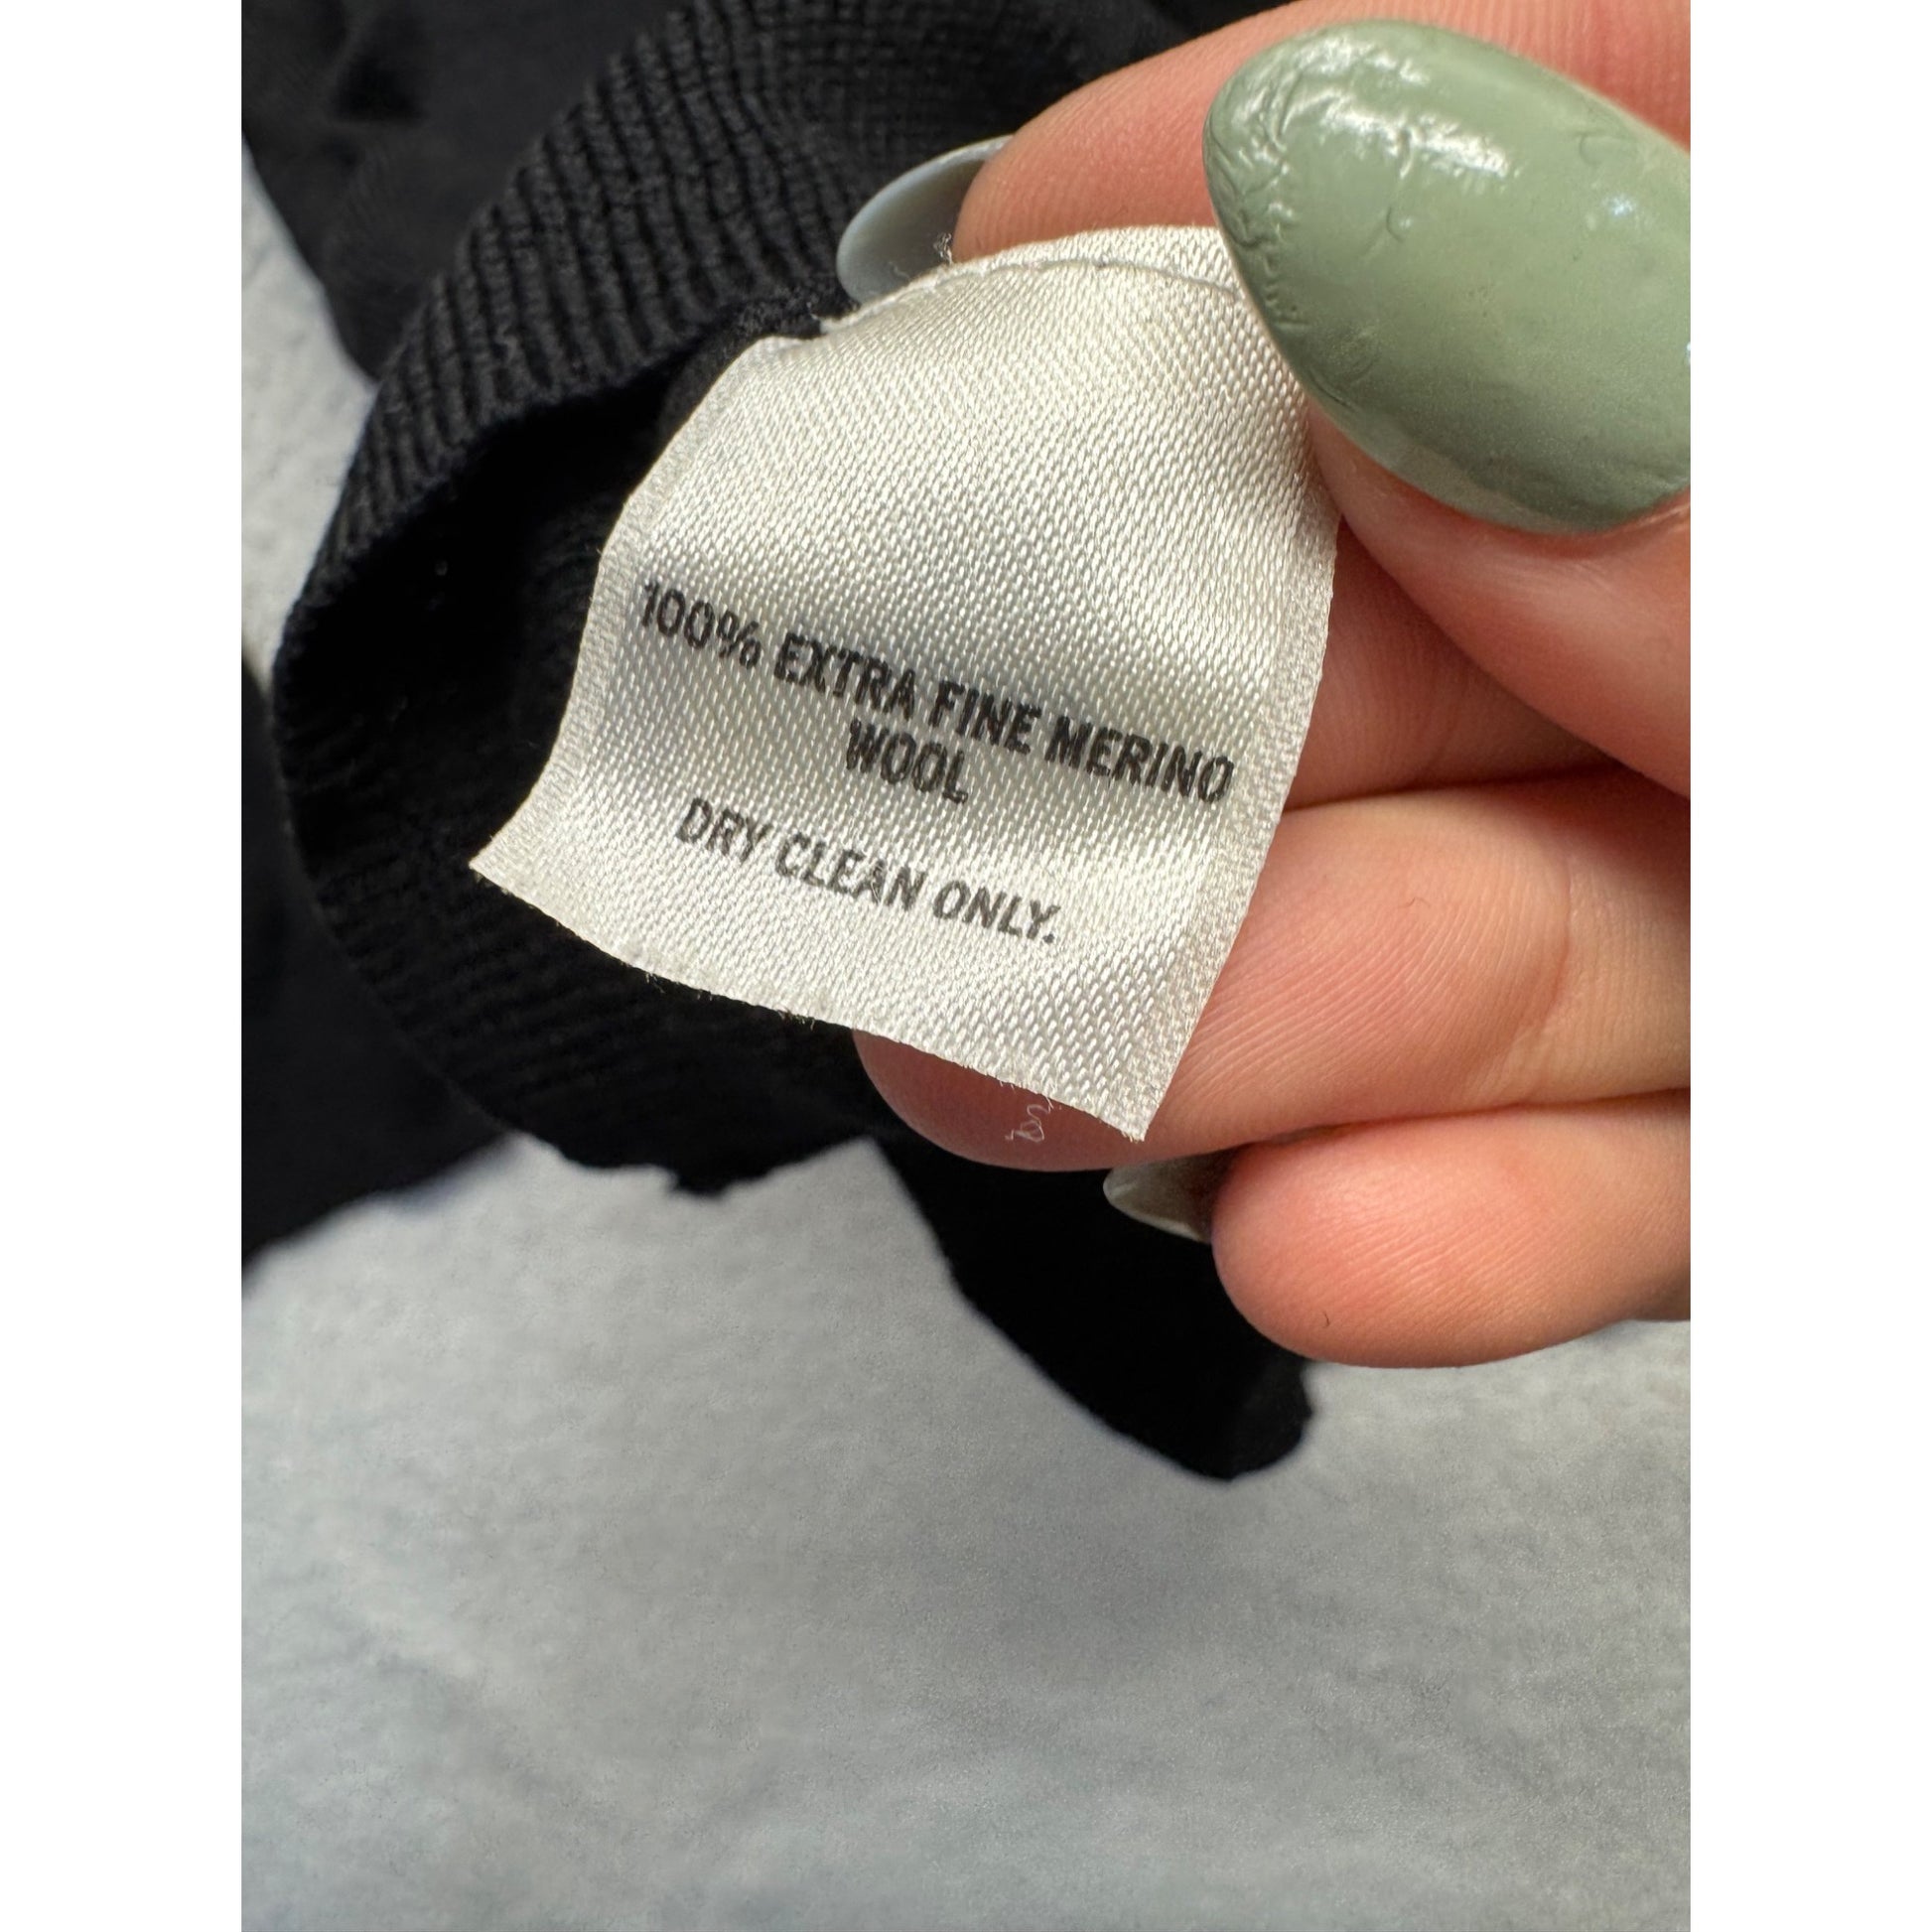 100% EXTRA FINE MERINO
WOOL
DRY CLEAN ONLY.